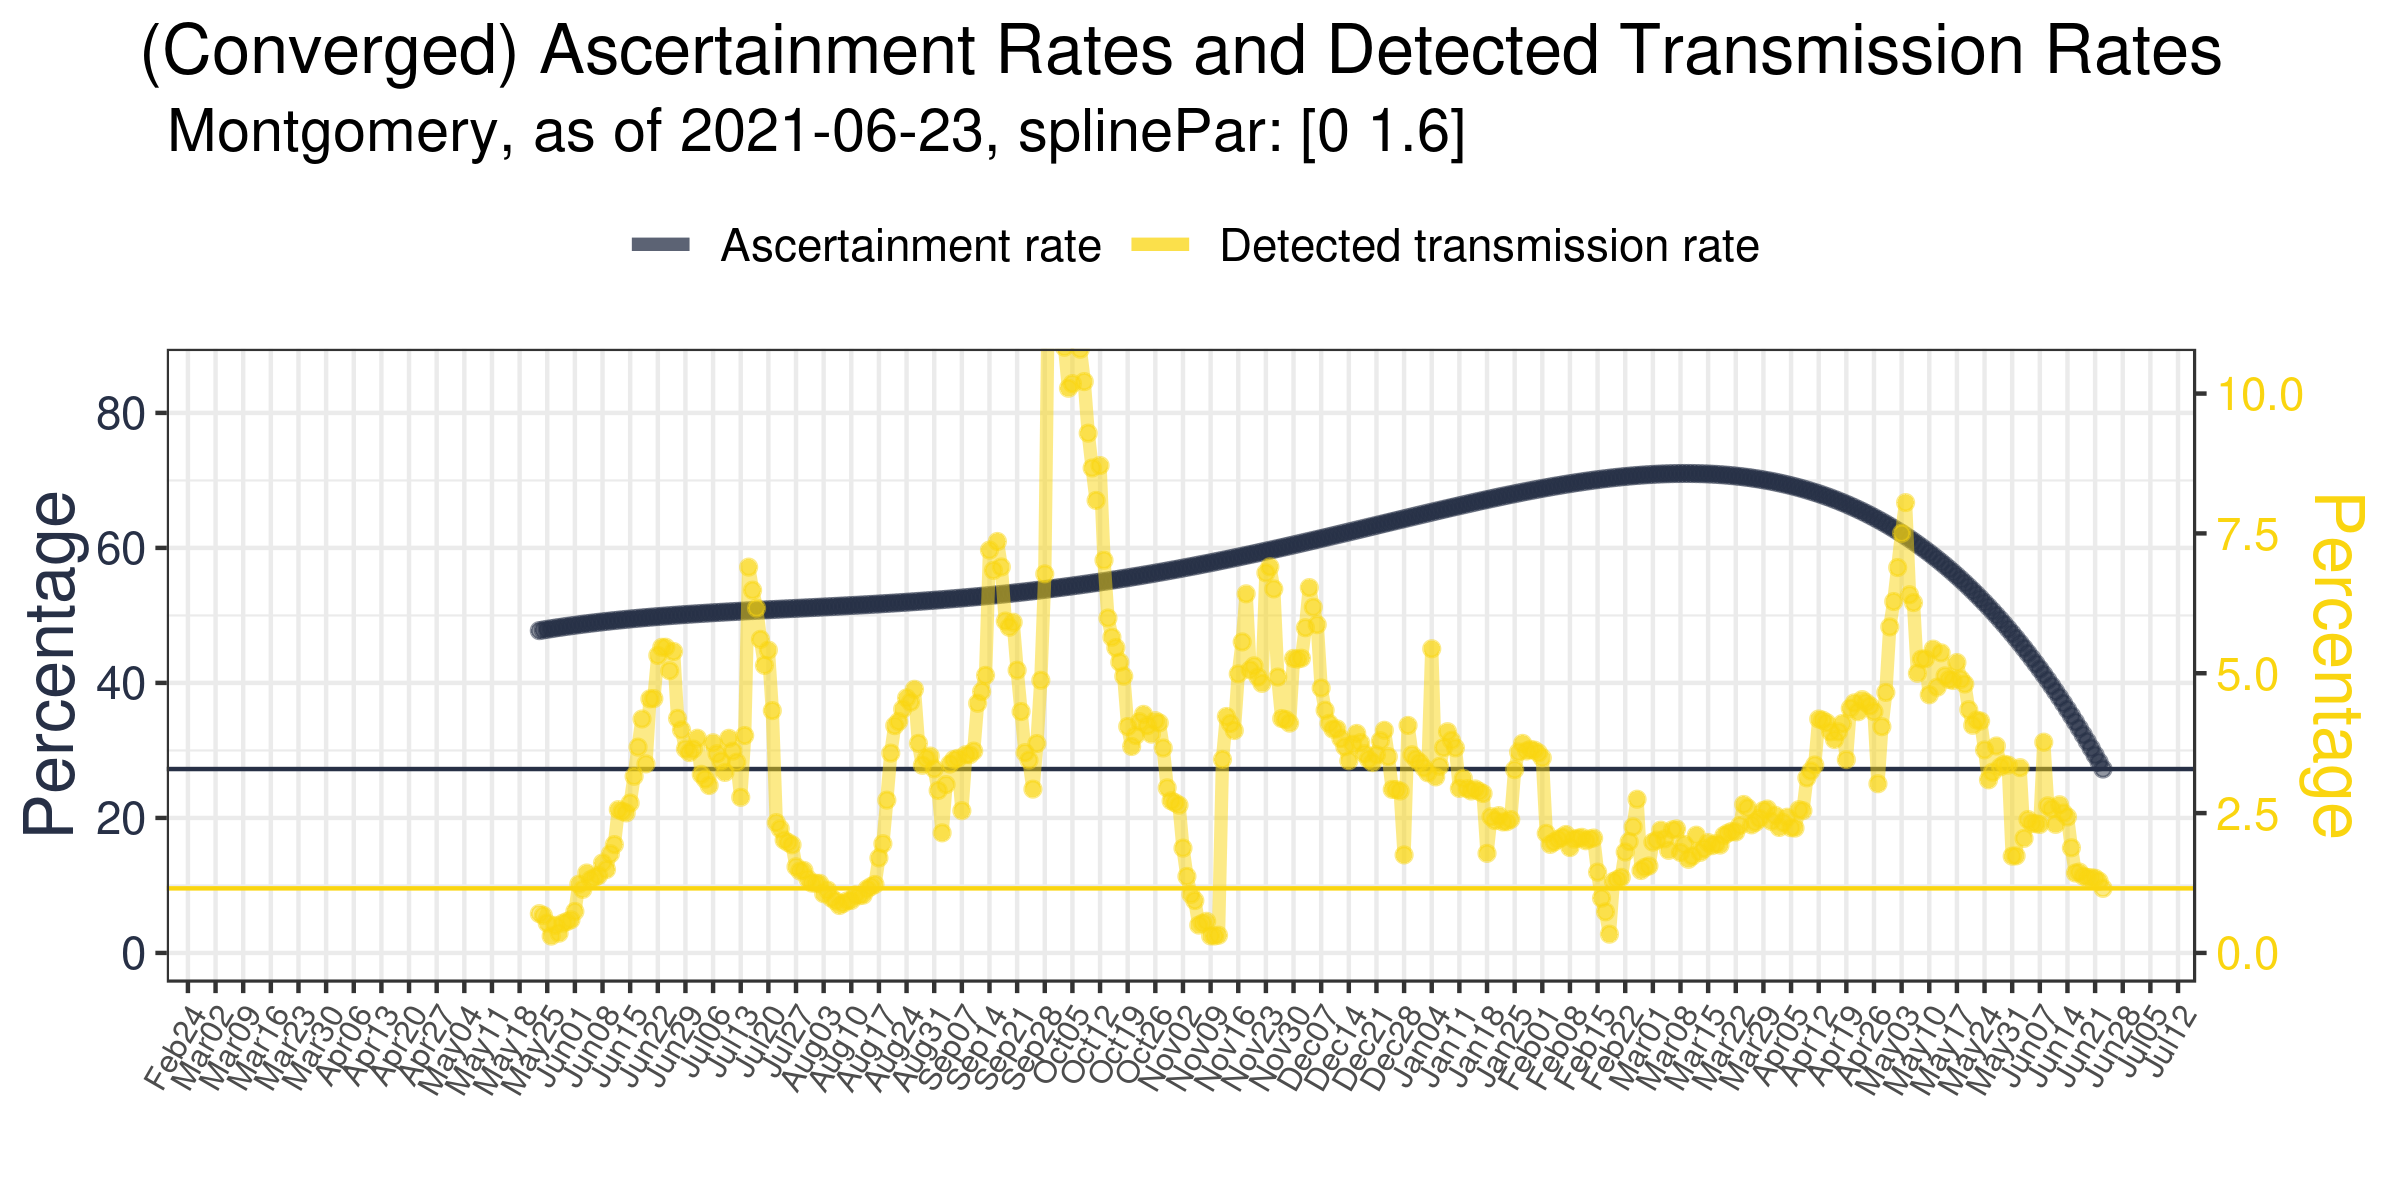 (Converged) Ascertainment Rates and Detected Transmission Rates
Montgomery, as of 2021-06-23, splinePar: [0 1.6]
Ascertainment rate
Detected transmission rate
Percentage
80
60
40
20
0
10.0
7.5
5.0
2.5
0.0
Percentage
Feb24
Mar02
Mar09
Mar16
Mar23
Mar30
Apr06
Apr13
Apr20
Apr27
May04
May11
May18
May25
Jun01
Jun08
Jun15
Jun22
Jun29
Jul06
Jul13
Jul20
Jul27
Aug03
Aug10
Aug17
Aug24
Aug31
Sep07
Sep14
Sep21
Sep28
Oct05
Oct12
Oct19
Oct26
Nov02
Nov09
Nov16
Nov23
Nov30
Dec07
Dec14
Dec21
Dec28
Jan04
Jan11
Jan18
Jan25
Feb01
Feb08
Feb15
Feb22
Mar01
Mar08
Mar15
Mar22
Mar29
Apr05
Apr12
Apr19
Apr26
May03
May10
May17
May24
May31
Jun07
Jun14
Jun21
Jun28
Jul05
Jul12